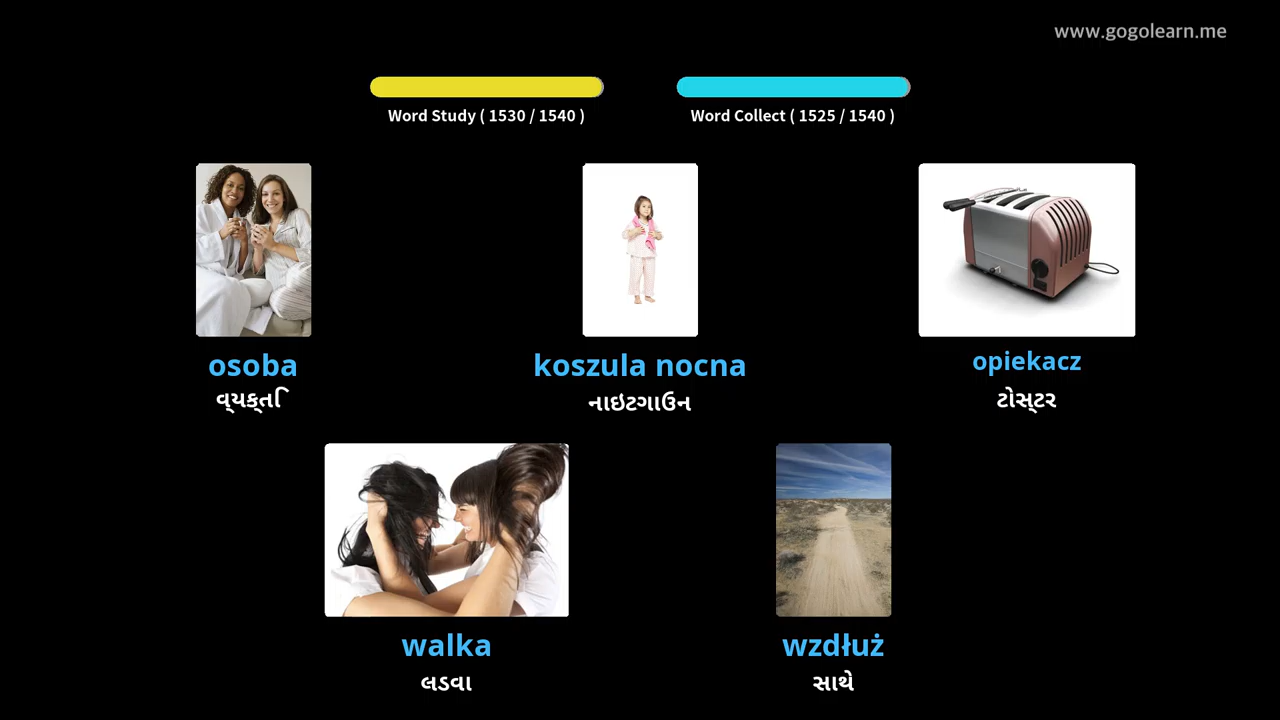 www.gogolearn.me
Word Study ( 1530 / 1540 )
Word Collect ( 1525 / 1540 )
osoba
વ્યક્તિ
koszula nocna
નાઇટગાઉન
opiekacz
ટોસ્ટર
walka
લડવા
wzdłuż
સાથે